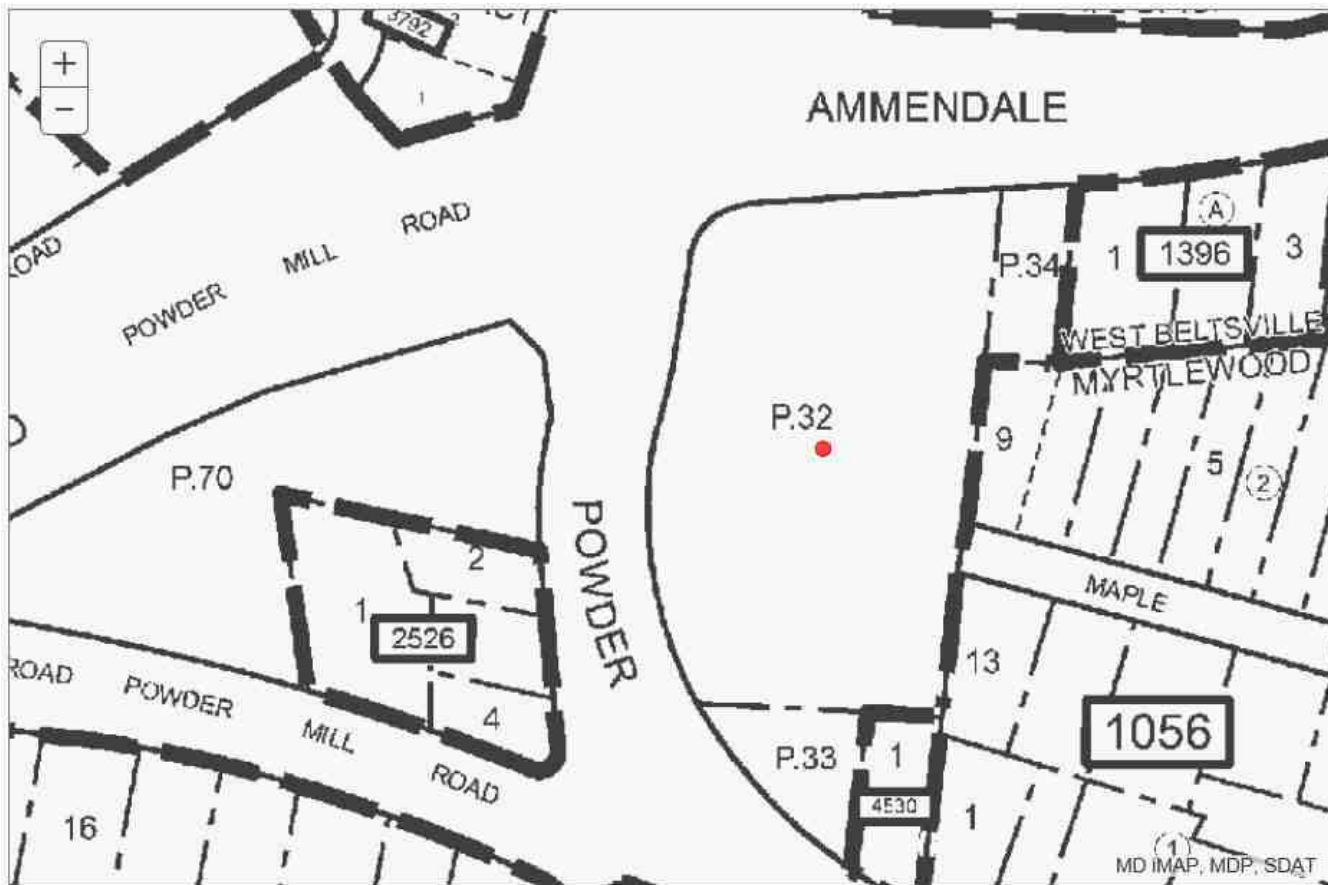 +
−
3792
1
AMMENDALE
ROAD
MILL
POWDER
A
P.34
1
1396
3
WEST BELTSVILLE
MYRTLEWOOD
P.32
9
5
2
P.70
2
1
2526
POWDER
MAPLE
ROAD
POWDER
MILL
ROAD
4
13
1056
P.33
1
4530
16
1
1
MD iMAP, MDP, SDAT